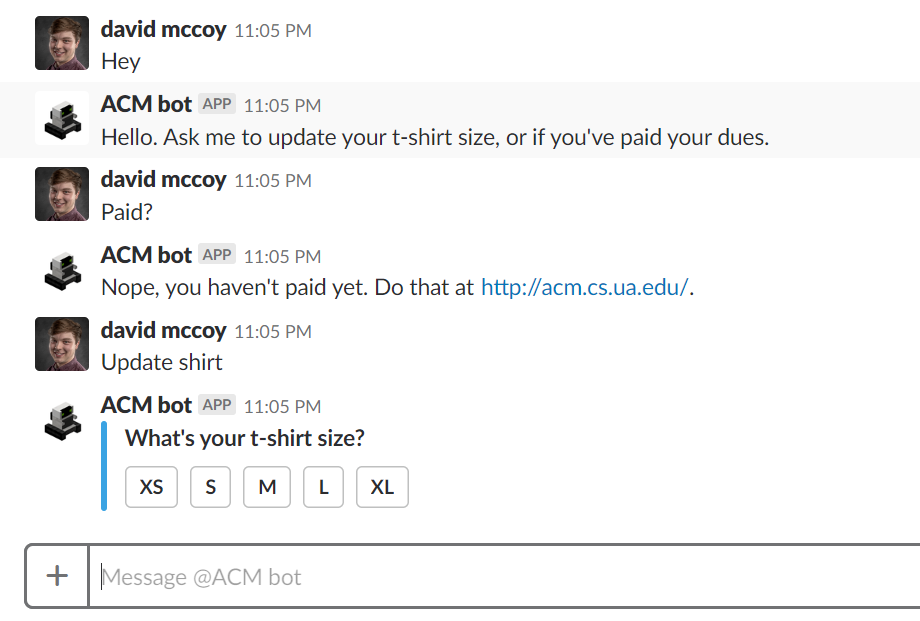 david mccoy 11:05 PM
Hey
ACM bot APP 11:05 PM
Hello. Ask me to update your t-shirt size, or if you've paid your dues.
david mccoy 11:05 PM
Paid?
ACM bot APP 11:05 PM
Nope, you haven't paid yet. Do that at http://acm.cs.ua.edu/.
david mccoy 11:05 PM
Update shirt
ACM bot APP 11:05 PM
What's your t-shirt size?
XS S M L XL
+ Message @ACM bot